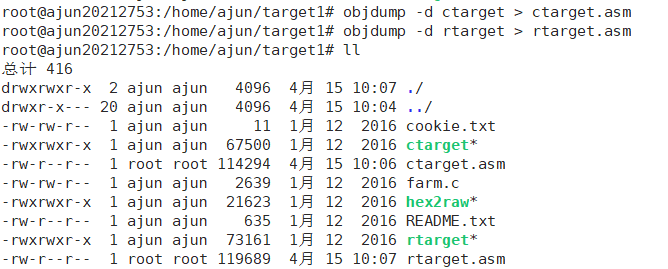 root@ajun20212753:/home/ajun/target1# objdump -d ctarget > ctarget.asm
root@ajun20212753:/home/ajun/target1# objdump -d rtarget > rtarget.asm
root@ajun20212753:/home/ajun/target1# ll
总计 416
drwxrwxr-x  2 ajun ajun   4096  4月 15 10:07 ./
drwxr-x--- 20 ajun ajun   4096  4月 15 10:04 ../
-rw-rw-r--  1 ajun ajun     11  1月 12  2016 cookie.txt
-rwxrwxr-x  1 ajun ajun  67500  1月 12  2016 ctarget*
-rw-r--r--  1 root root 114294  4月 15 10:06 ctarget.asm
-rw-rw-r--  1 ajun ajun   2639  1月 12  2016 farm.c
-rwxrwxr-x  1 ajun ajun  21623  1月 12  2016 hex2raw*
-rw-rw-r--  1 ajun ajun    635  1月 12  2016 README.txt
-rwxrwxr-x  1 ajun ajun  73161  1月 12  2016 rtarget*
-rw-r--r--  1 root root 119689  4月 15 10:07 rtarget.asm